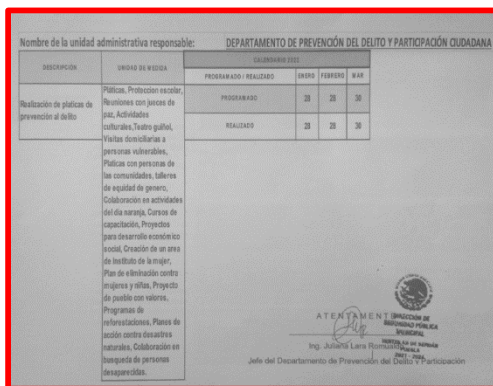 Nombre de la unidad administrativa responsable: DEPARTAMENTO DE PREVENCIÓN DEL DELITO Y PARTICIPACIÓN CIUDADANA
DESCRIPCIÓN
UNIDAD DE MEDIDA
CALENDARIO 2022
PROGRAMADO / REALIZADO ENERO FEBRERO MAR
Realización de platicas de
prevención al delito
Pláticas, Proteccion escolar,
Reuniones con jueces de
paz, Actividades
culturales,Teatro guiñol,
Visitas domiciliarias a
personas vulnerables,
Platicas con personas de
las comunidades, talleres
de equidad de genero,
Colaboración en actividades
del dia naranja, Cursos de
capacitación, Proyectos
para desarrollo económico
social, Creación de un area
de instituto de la mujer,
Plan de eliminación contra
mujeres y niñas, Proyecto
de pueblo con valores,
Programas de
reforestaciones, Planes de
acción contra desastres
naturales, Colaboración en
busqueda de personas
desaparecidas.
PROGRAMADO 28 28 30
REALIZADO 28 28 30
ATENTAMENTE
DIRECCIÓN DE
SEGURIDAD PÚBLICA
MUNICIPAL
PUEBLA
2021 - 2024
Ing. Julieta Lara
Jefe del Departamento de Prevención del Delito y Participación